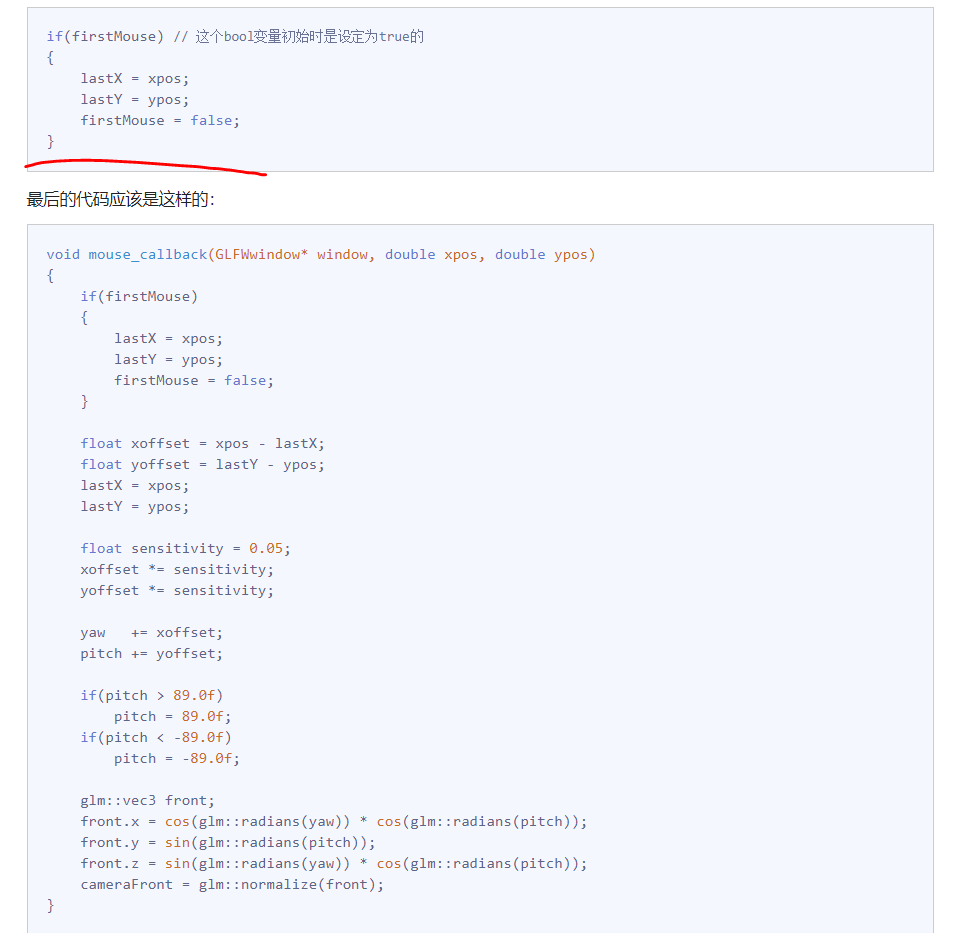 if(firstMouse) // 这个bool变量初始时是设定为true的
{
    lastX = xpos;
    lastY = ypos;
    firstMouse = false;
}
最后的代码应该是这样的：
void mouse_callback(GLFWwindow* window, double xpos, double ypos)
{
    if(firstMouse)
    {
        lastX = xpos;
        lastY = ypos;
        firstMouse = false;
    }
    float xoffset = xpos - lastX;
    float yoffset = lastY - ypos;
    lastX = xpos;
    lastY = ypos;
    float sensitivity = 0.05;
    xoffset *= sensitivity;
    yoffset *= sensitivity;
    yaw   += xoffset;
    pitch += yoffset;
    if(pitch > 89.0f)
        pitch = 89.0f;
    if(pitch < -89.0f)
        pitch = -89.0f;
    glm::vec3 front;
    front.x = cos(glm::radians(yaw)) * cos(glm::radians(pitch));
    front.y = sin(glm::radians(pitch));
    front.z = sin(glm::radians(yaw)) * cos(glm::radians(pitch));
    cameraFront = glm::normalize(front);
}